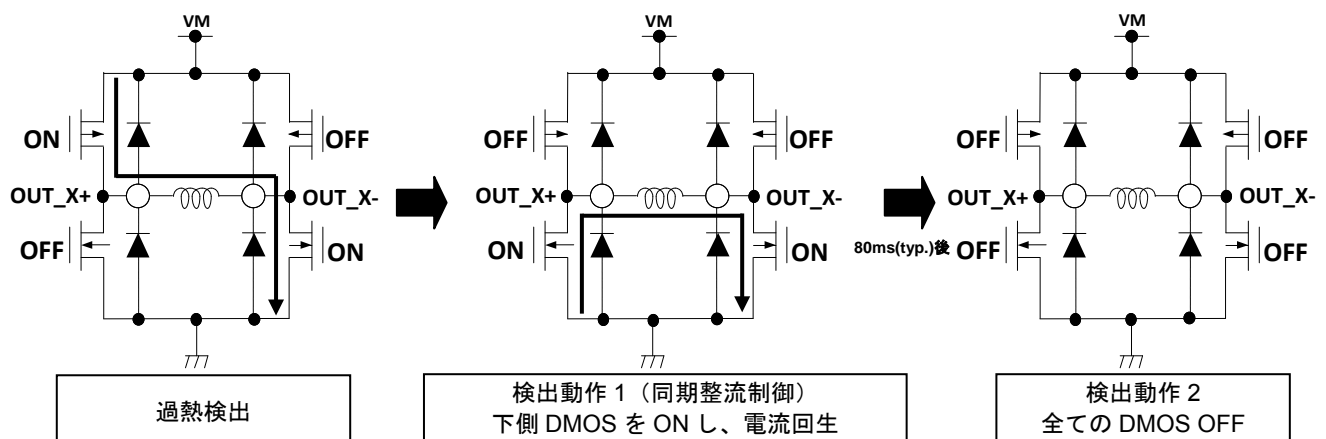 VM
VM
VM
ON
OFF
OFF
OFF
OFF
OFF
OUT_X+
OUT_X-
OUT_X+
OUT_X-
OUT_X+
OUT_X-
OFF
ON
ON
ON
80ms(typ.)後
OFF
OFF
過熱検出
検出動作 1(同期整流制御)
下側 DMOS を ON し、電流回生
検出動作 2
全ての DMOS OFF